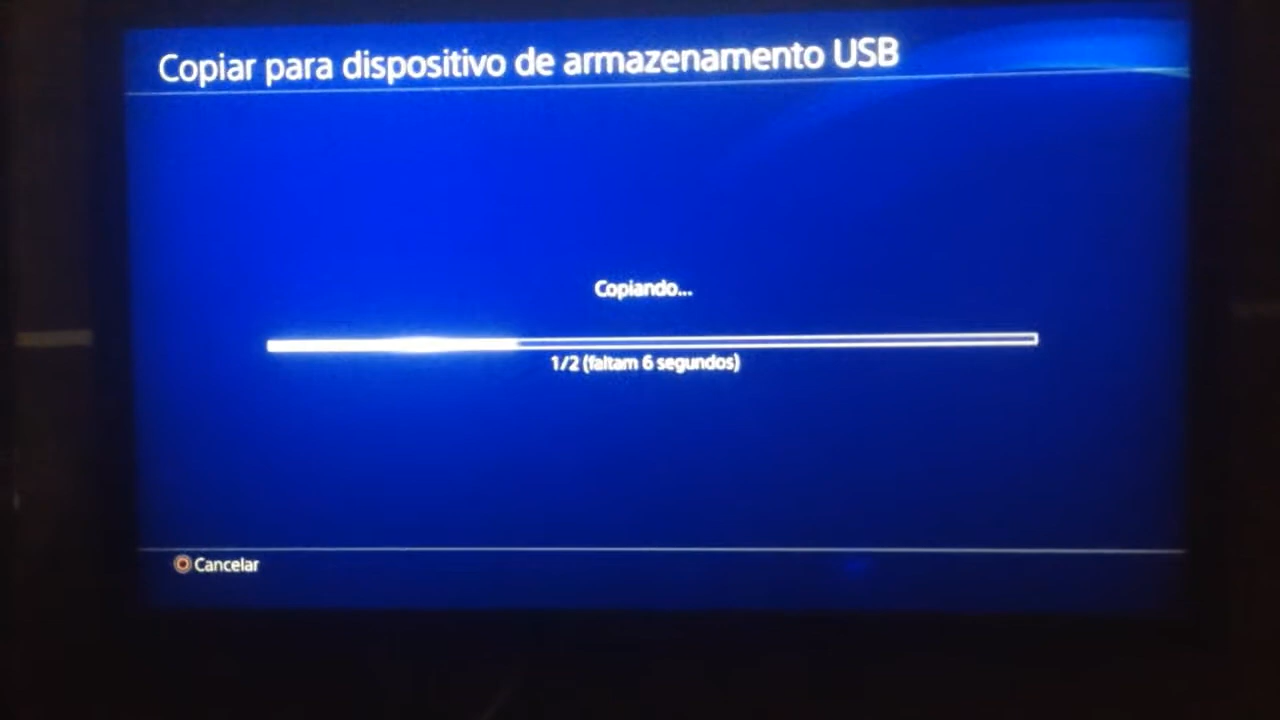 Copiar para dispositivo de armazenamento USB
Copiando...
1/2 (faltam 6 segundos)
Cancelar